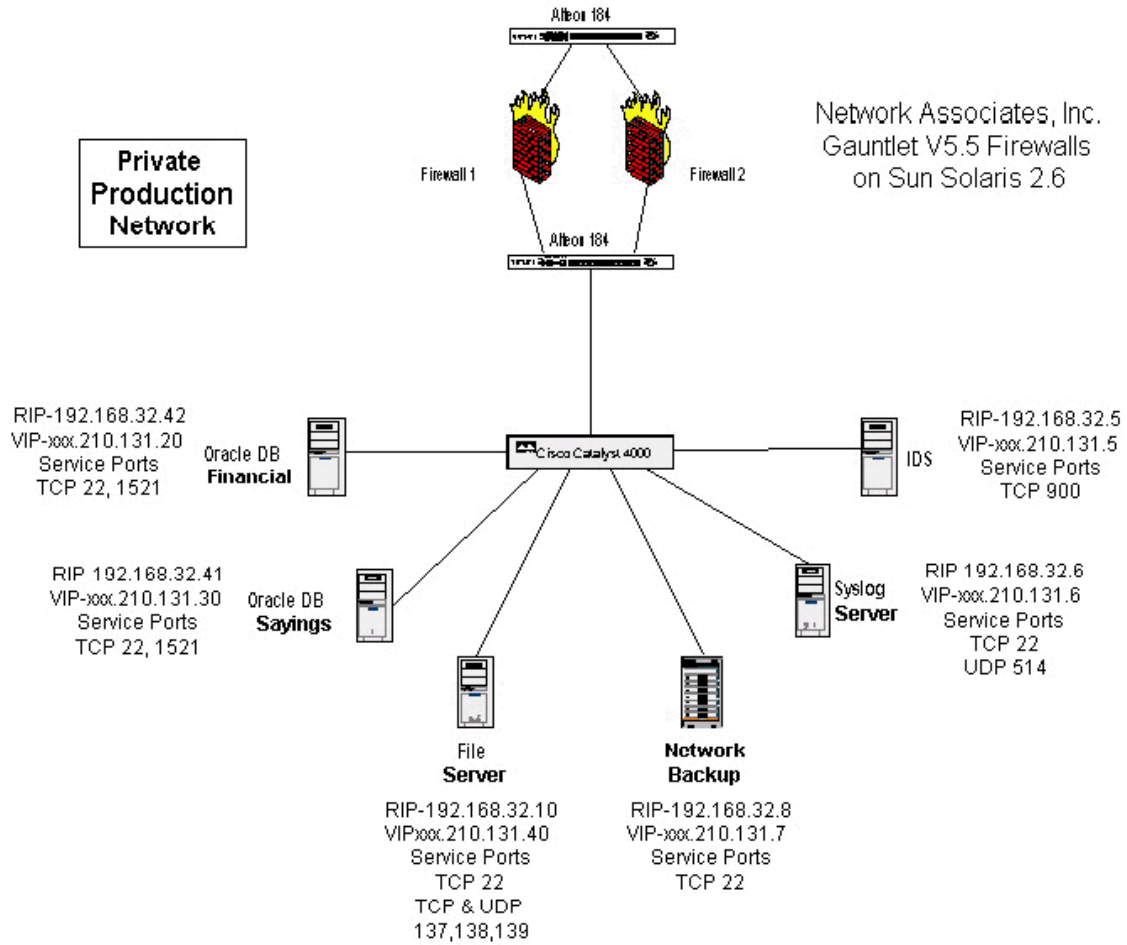 Alteon 184
Firewall 1
Firewall 2
Network Associates, Inc.
Gauntlet V5.5 Firewalls
on Sun Solaris 2.6
Private
Production
Network
Alteon 184
Cisco Catalyst 4000
RIP-192.168.32.42
VIP-xxx.210.131.20
Service Ports
TCP 22, 1521
Oracle DB
Financial
IDS
RIP-192.168.32.5
VIP-xxx.210.131.5
Service Ports
TCP 900
RIP 192.168.32.41
VIP-xxx.210.131.30
Service Ports
TCP 22, 1521
Oracle DB
Sayings
Syslog
Server
RIP 192.168.32.6
VIP-xxx.210.131.6
Service Ports
TCP 22
UDP 514
File
Server
RIP-192.168.32.10
VIPxxx.210.131.40
Service Ports
TCP 22
TCP & UDP
137,138,139
Network
Backup
RIP-192.168.32.8
VIP-xxx.210.131.7
Service Ports
TCP 22